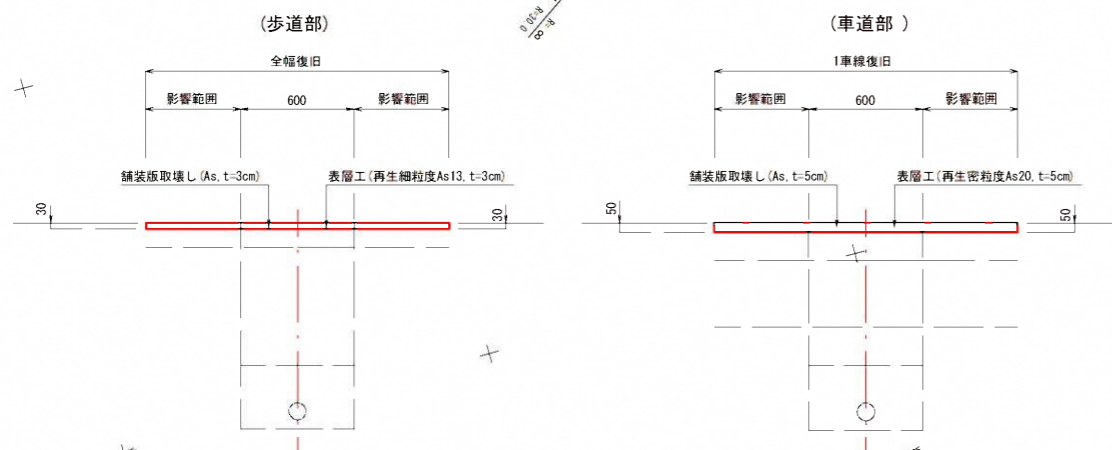 (歩道部)
全幅復旧
影響範囲 600 影響範囲
舗装版取壊し(As, t=3cm) 表層工(再生細粒度As13, t=3cm)
30 30
R=30.0
R=∞
(車道部 )
1車線復旧
影響範囲 600 影響範囲
舗装版取壊し(As, t=5cm) 表層工(再生密粒度As20, t=5cm)
50 50